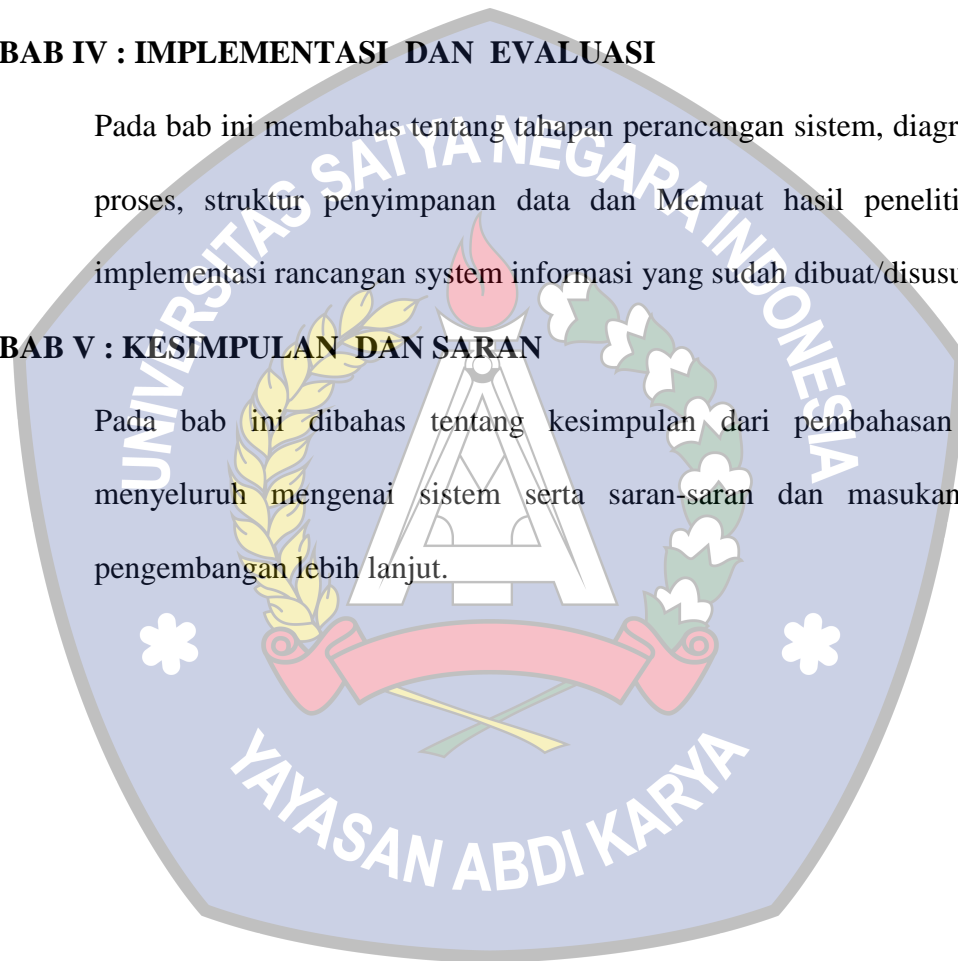 BAB IV : IMPLEMENTASI DAN EVALUASI
Pada bab ini membahas tentang tahapan perancangan sistem, diagr
proses, struktur penyimpanan data dan Memuat hasil peneliti
implementasi rancangan system informasi yang sudah dibuat/disusu
BAB V : KESIMPULAN DAN SARAN
Pada bab ini dibahas tentang kesimpulan dari pembahasan
menyeluruh mengenai sistem serta saran-saran dan masukan
pengembangan lebih lanjut.
UNIVERSITAS SATYA NEGARA INDONESIA
YAYASAN ABDI KARYA